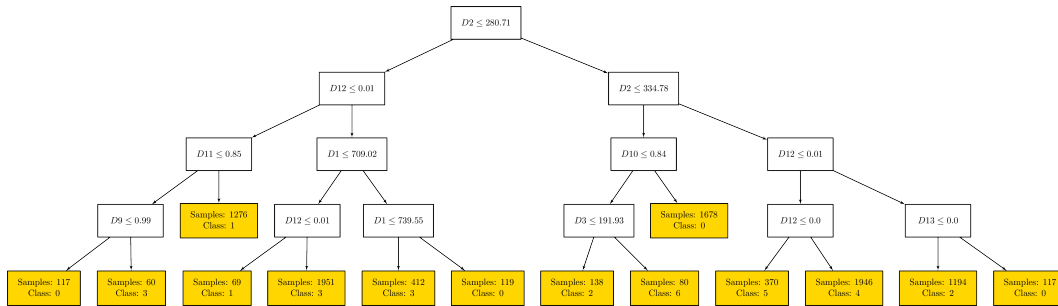 D2 ≤ 280.71
D12 ≤ 0.01
D2 ≤ 334.78
D11 ≤ 0.85
D1 ≤ 709.02
D10 ≤ 0.84
D12 ≤ 0.01
D9 ≤ 0.99
Samples: 1276
Class: 1
D12 ≤ 0.01
D1 ≤ 739.55
D3 ≤ 191.93
Samples: 1678
Class: 0
D12 ≤ 0.0
D13 ≤ 0.0
Samples: 117
Class: 0
Samples: 60
Class: 3
Samples: 69
Class: 1
Samples: 1951
Class: 3
Samples: 412
Class: 3
Samples: 119
Class: 0
Samples: 138
Class: 2
Samples: 80
Class: 6
Samples: 370
Class: 5
Samples: 1946
Class: 4
Samples: 1194
Class: 2
Samples: 117
Class: 0